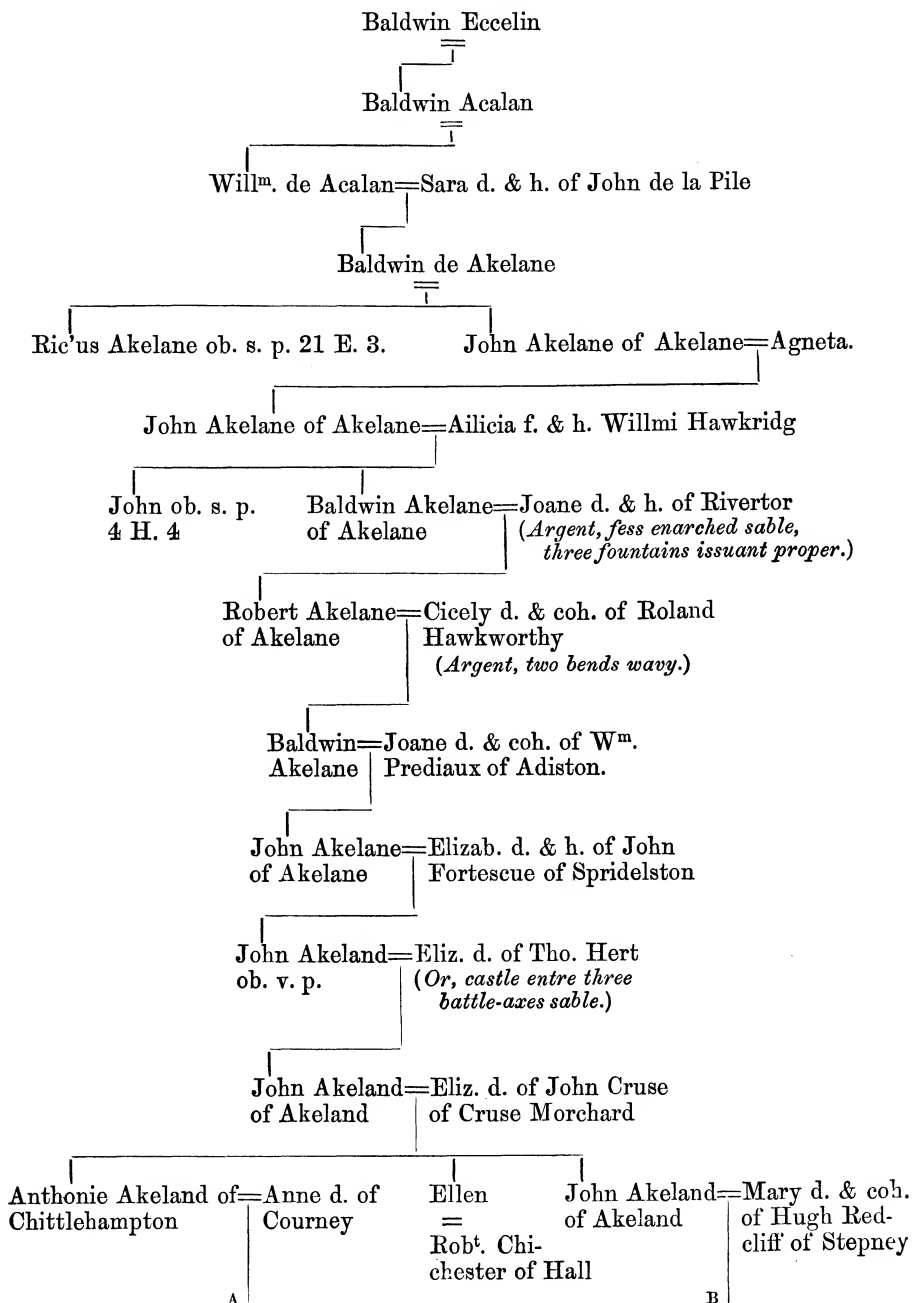 Baldwin Eccelin
Baldwin Acalan
Willᵐ. de Acalan=Sara d. & h. of John de la Pile
Baldwin de Akelane
Ric'us Akelane ob. s. p. 21 E. 3.
John Akelane of Akelane=Agneta.
John Akelane of Akelane=Ailicia f. & h. Willmi Hawkridg
John ob. s. p.
4 H. 4
Baldwin Akelane=Joane d. & h. of Rivertor
of Akelane
(Argent, fess enarched sable,
three fountains issuant proper.)
Robert Akelane=Cicely d. & coh. of Roland
of Akelane
Hawkworthy
(Argent, two bends wavy.)
Baldwin=Joane d. & coh. of Wᵐ.
Akelane
Prediaux of Adiston.
John Akelane=Elizab. d. & h. of John
of Akelane
Fortescue of Spridelston
John Akeland=Eliz. d. of Tho. Hert
ob. v. p.
(Or, castle entre three
battle-axes sable.)
John Akeland=Eliz. d. of John Cruse
of Akeland
of Cruse Morchard
Anthonie Akeland of=Anne d. of
Chittlehampton
Courney
Ellen
=
Robᵗ. Chi-
chester of Hall
John Akeland=Mary d. & coh.
of Akeland
of Hugh Red-
cliff of Stepney
A
B